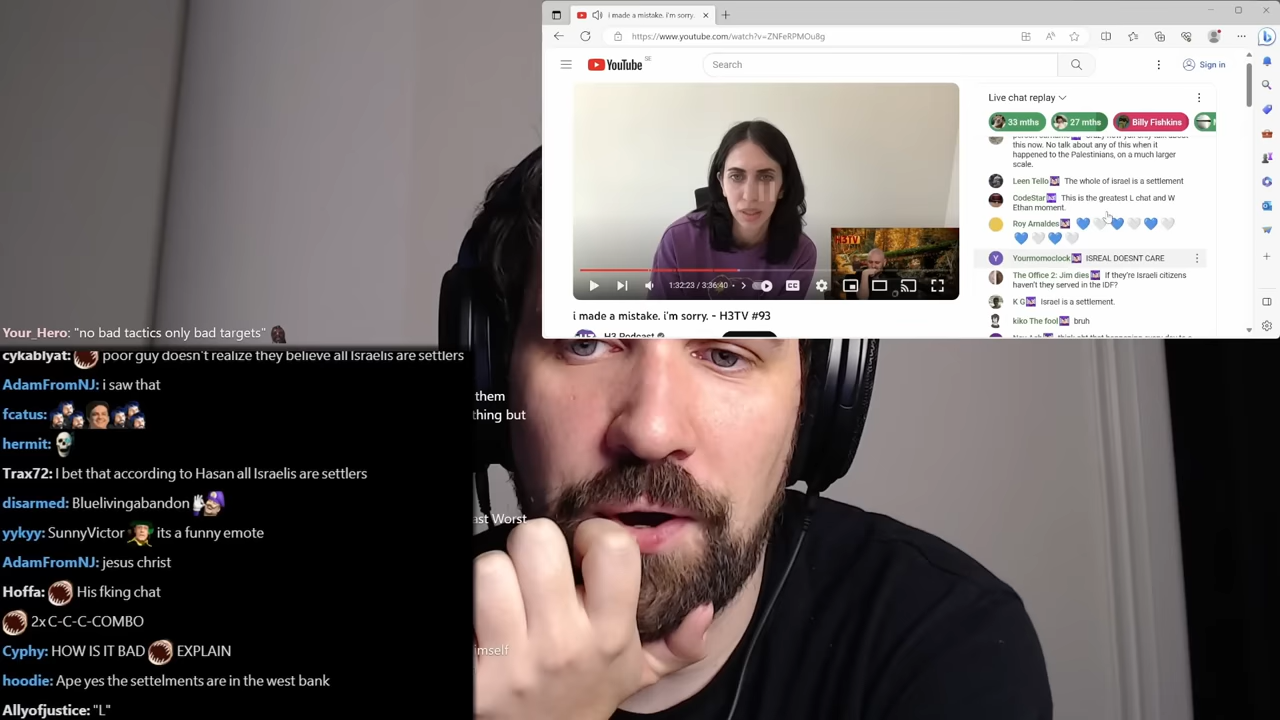 i made a mistake. i'm sorry.
https://www.youtube.com/watch?v=ZNFeRPMOu8g
YouTube SE
Search
Sign in
Live chat replay
33 mths
27 mths
Billy Fishkins
this now. No talk about any of this when it
happened to the Palestinians, on a much larger
scale.
Leen Tello The whole of israel is a settlement
CodeStar This is the greatest L chat and W
Ethan moment.
Roy Arnaldes
Yourmomoclock ISREAL DOESNT CARE
The Office 2: Jim dies If they're Israeli citizens
haven't they served in the IDF?
K G Israel is a settlement.
kiko The fool bruh
H3TV
1:32:23 / 3:36:40
CC
i made a mistake. i'm sorry. - H3TV #93
H3 Podcast
Your_Hero: "no bad tactics only bad targets"
cykablyat: poor guy doesn't realize they believe all Israelis are settlers
AdamFromNJ: i saw that
fcatus:
hermit:
Trax72: I bet that according to Hasan all Israelis are settlers
disarmed: Bluelivingabandon
yykyy: SunnyVictor its a funny emote
AdamFromNJ: jesus christ
Hoffa: His fking chat
2x C-C-C-COMBO
Cyphy: HOW IS IT BAD EXPLAIN
hoodie: Ape yes the settelments are in the west bank
Allyofjustice: "L"
them
thing but
ast Worst
imself